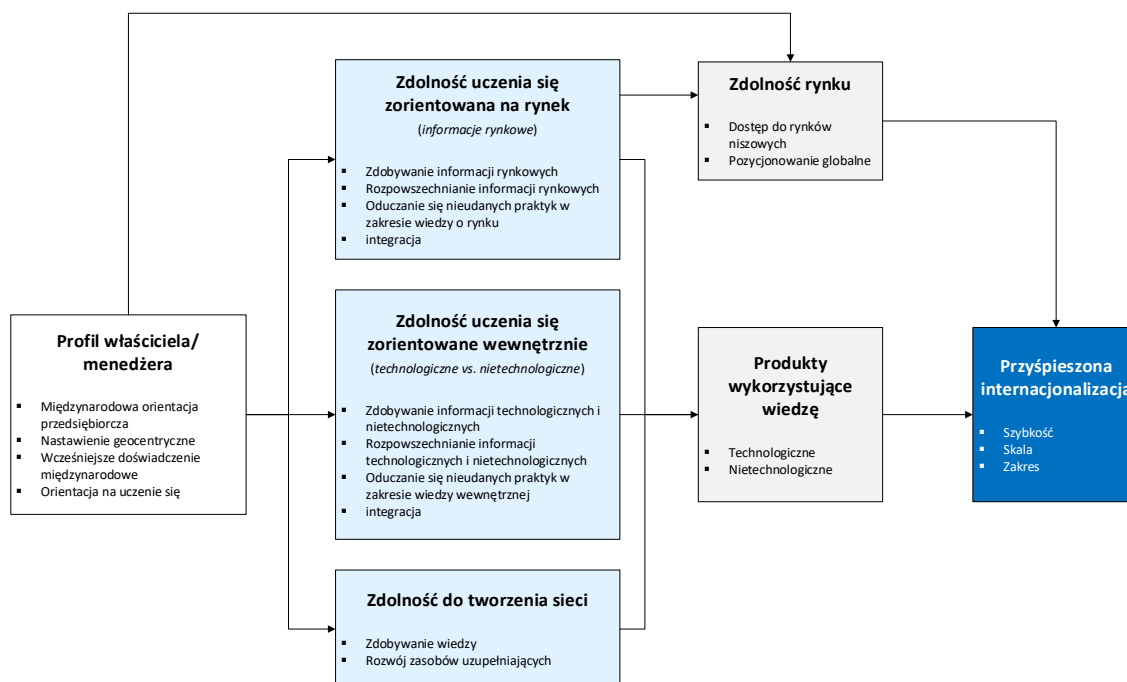 Profil właściciela/
menedżera
▪ Międzynarodowa orientacja
przedsiębiorcza
▪ Nastawienie geocentryczne
▪ Wcześniejsze doświadczenie
międzynarodowe
▪ Orientacja na uczenie się
Zdolność uczenia się
zorientowana na rynek
(informacje rynkowe)
▪ Zdobywanie informacji rynkowych
▪ Rozpowszechnianie informacji rynkowych
▪ Oduczanie się nieudanych praktyk w
zakresie wiedzy o rynku
▪ integracja
Zdolność uczenia się
zorientowane wewnętrznie
(technologiczne vs. nietechnologiczne)
▪ Zdobywanie informacji technologicznych i
nietechnologicznych
▪ Rozpowszechnianie informacji
technologicznych i nietechnologicznych
▪ Oduczanie się nieudanych praktyk w
zakresie wiedzy wewnętrznej
▪ integracja
Zdolność do tworzenia sieci
▪ Zdobywanie wiedzy
▪ Rozwój zasobów uzupełniających
Zdolność rynku
▪ Dostęp do rynków
niszowych
▪ Pozycjonowanie globalne
Produkty
wykorzystujące
wiedzę
▪ Technologiczne
▪ Nietechnologiczne
Przyśpieszona
internacjonalizacja
▪ Szybkość
▪ Skala
▪ Zakres